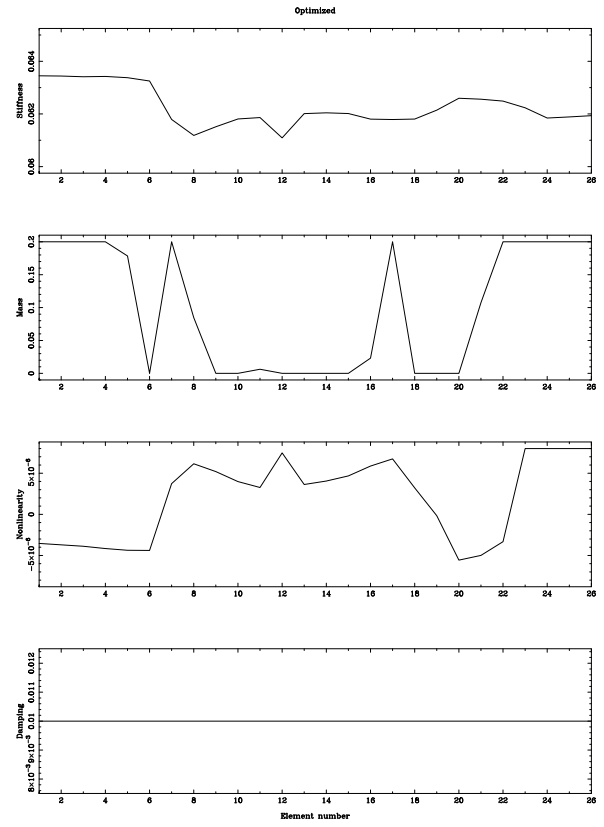 Optimized
Stiffness
0.064
0.062
0.06
2 4 6 8 10 12 14 16 18 20 22 24 26
Mass
0.2
0.15
0.1
0.05
0
2 4 6 8 10 12 14 16 18 20 22 24 26
Nonlinearity
5×10⁻⁶
0
−5×10⁻⁶
2 4 6 8 10 12 14 16 18 20 22 24 26
Damping
0.012
0.011
0.01
9×10⁻³
8×10⁻³
2 4 6 8 10 12 14 16 18 20 22 24 26
Element number